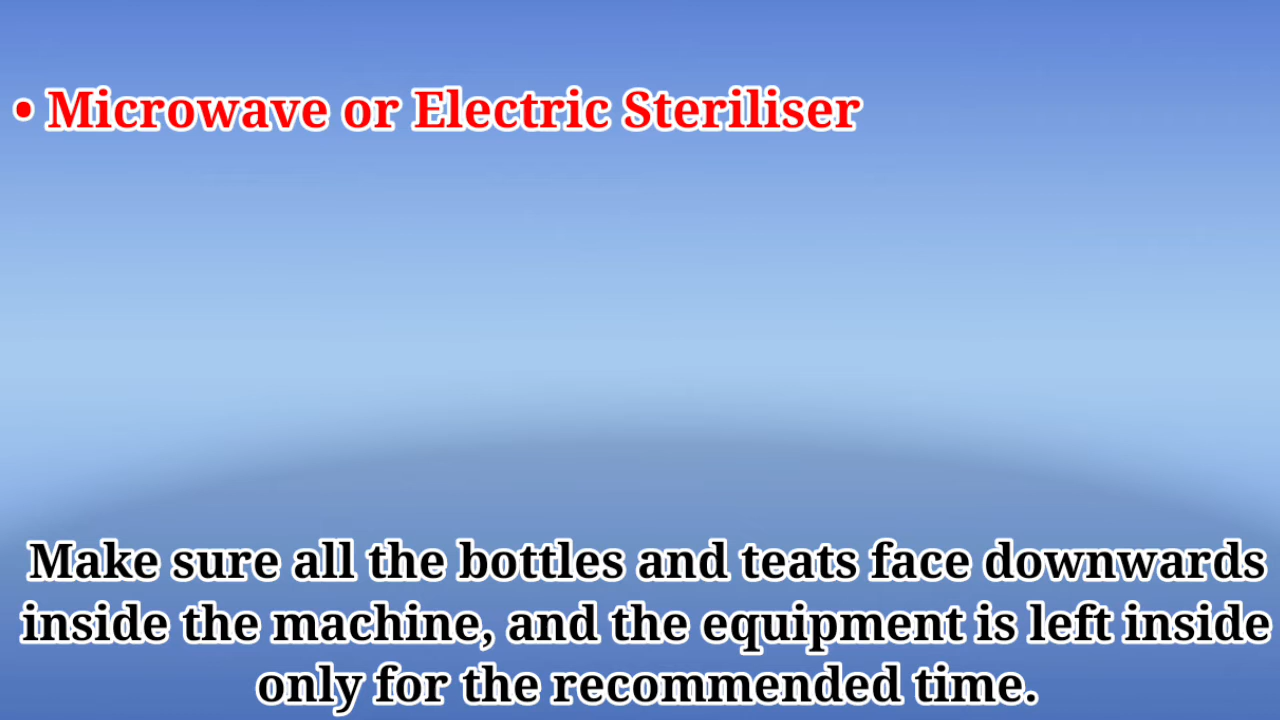 • Microwave or Electric Steriliser
Make sure all the bottles and teats face downwards
inside the machine, and the equipment is left inside
only for the recommended time.